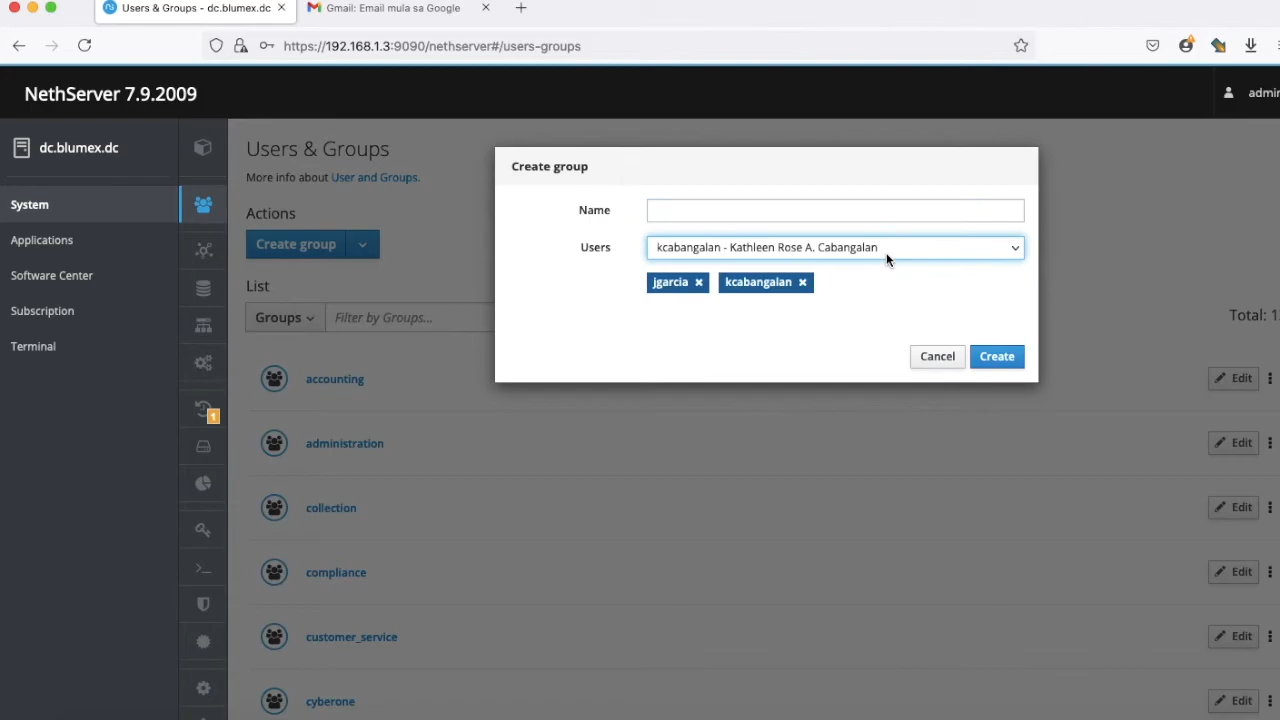 Users & Groups - dc.blumex.dc
Gmail: Email mula sa Google
https://192.168.1.3:9090/nethserver#/users-groups
NethServer 7.9.2009
admin
dc.blumex.dc
System
Applications
Software Center
Subscription
Terminal
1
Users & Groups
More info about User and Groups.
Actions
Create group
List
Groups
Filter by Groups...
Total: 1
Create group
Name
Users
kcabangalan - Kathleen Rose A. Cabangalan
jgarcia
kcabangalan
Cancel
Create
accounting
Edit
administration
Edit
collection
Edit
compliance
Edit
customer_service
Edit
cyberone
Edit